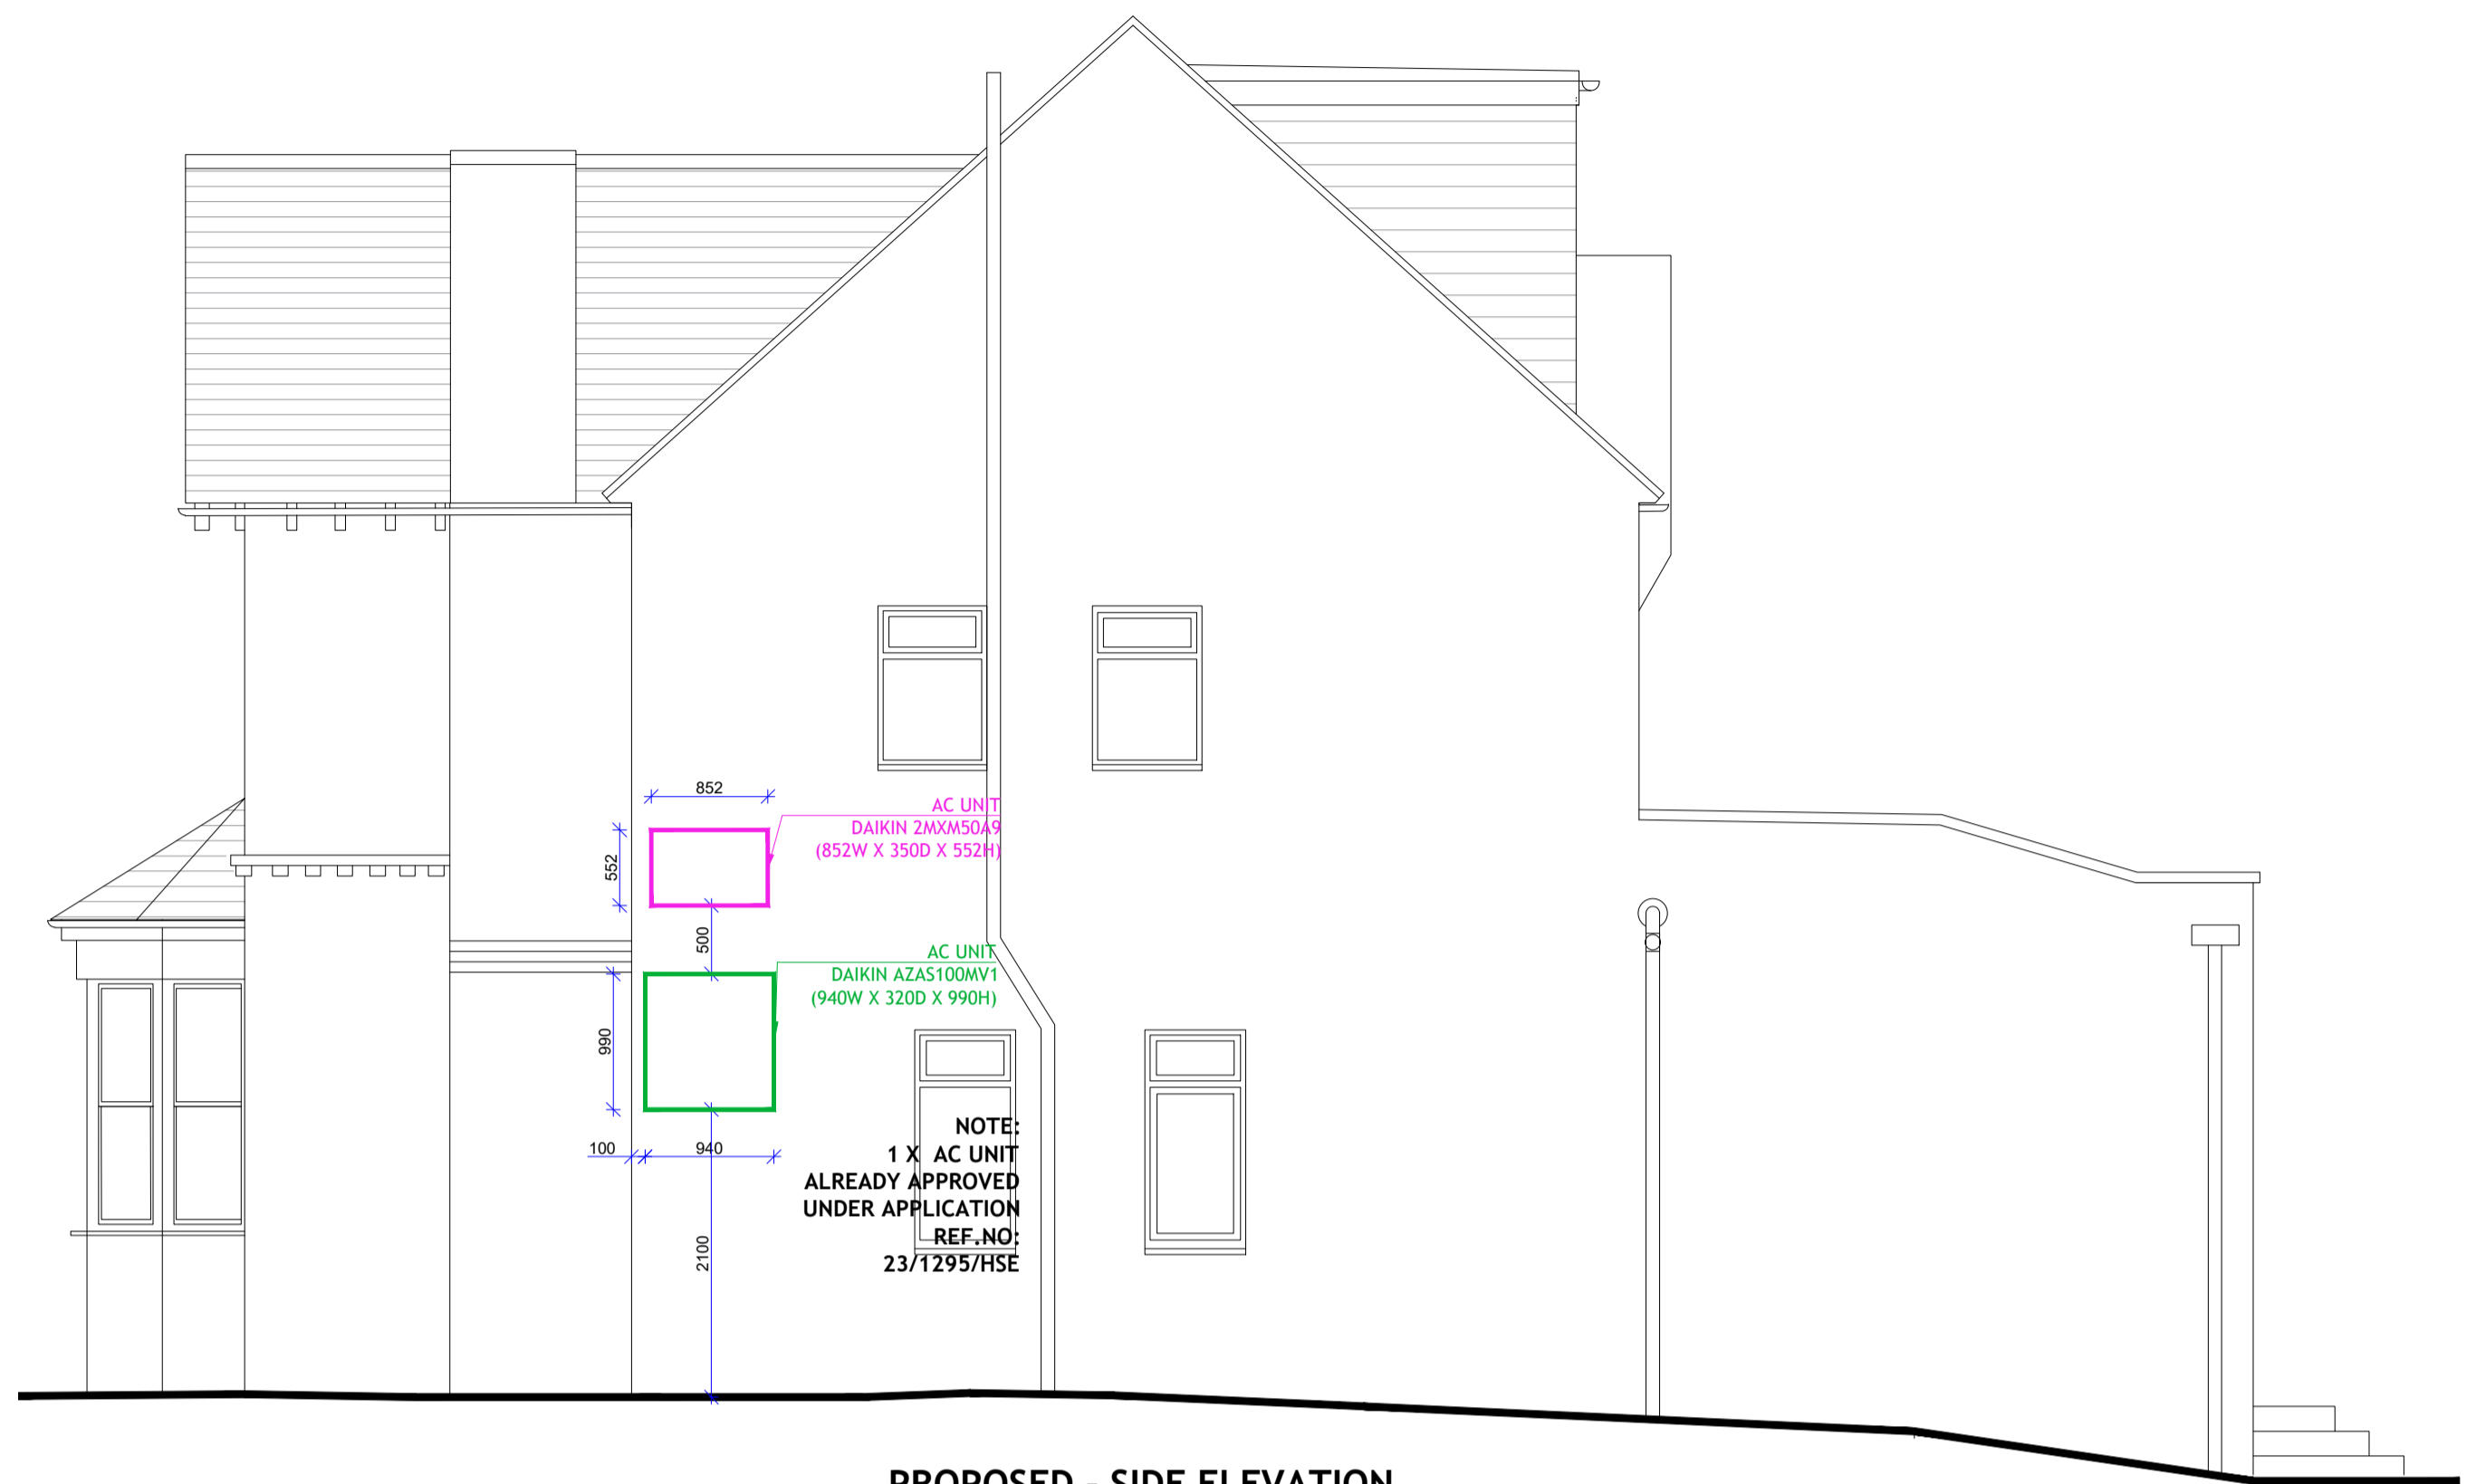 852
AC UNIT
DAIKIN 2MXM50A9
(852W X 350D X 552H)
552
500
AC UNIT
DAIKIN AZAS100MV1
(940W X 320D X 990H)
990
NOTE:
1 X AC UNIT
ALREADY APPROVED
UNDER APPLICATION
REF.NO:
23/1295/HSE
100
940
2100
PROPOSED - SIDE ELEVATION